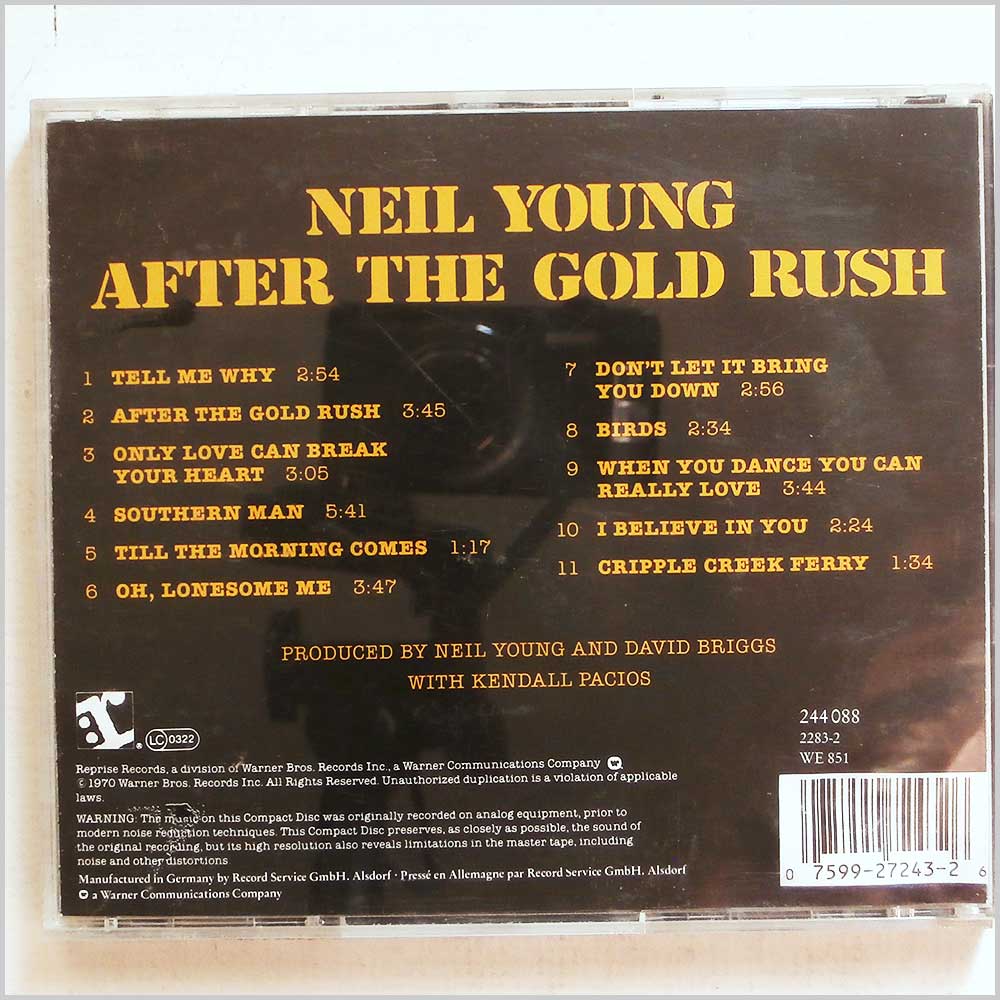 NEIL YOUNG
AFTER THE GOLD RUSH
1 TELL ME WHY 2:54
2 AFTER THE GOLD RUSH 3:45
3 ONLY LOVE CAN BREAK
YOUR HEART 3:05
4 SOUTHERN MAN 5:41
5 TILL THE MORNING COMES 1:17
6 OH, LONESOME ME 3:47
7 DON'T LET IT BRING
YOU DOWN 2:56
8 BIRDS 2:34
9 WHEN YOU DANCE YOU CAN
REALLY LOVE 3:44
10 I BELIEVE IN YOU 2:24
11 CRIPPLE CREEK FERRY 1:34
PRODUCED BY NEIL YOUNG AND DAVID BRIGGS
WITH KENDALL PACIOS
r: ® LC 0322
244 088
2283-2
WE 851
Reprise Records, a division of Warner Bros. Records Inc., a Warner Communications Company
© 1970 Warner Bros. Records Inc. All Rights Reserved. Unauthorized duplication is a violation of applicable
laws.
WARNING: The music on this Compact Disc was originally recorded on analog equipment, prior to
modern noise reduction techniques. This Compact Disc preserves, as closely as possible, the sound of
the original recording, but its high resolution also reveals limitations in the master tape, including
noise and other distortions
Manufactured in Germany by Record Service GmbH. Alsdorf · Pressé en Allemagne par Record Service GmbH. Alsdorf
a Warner Communications Company
0 7599-27243-2 6